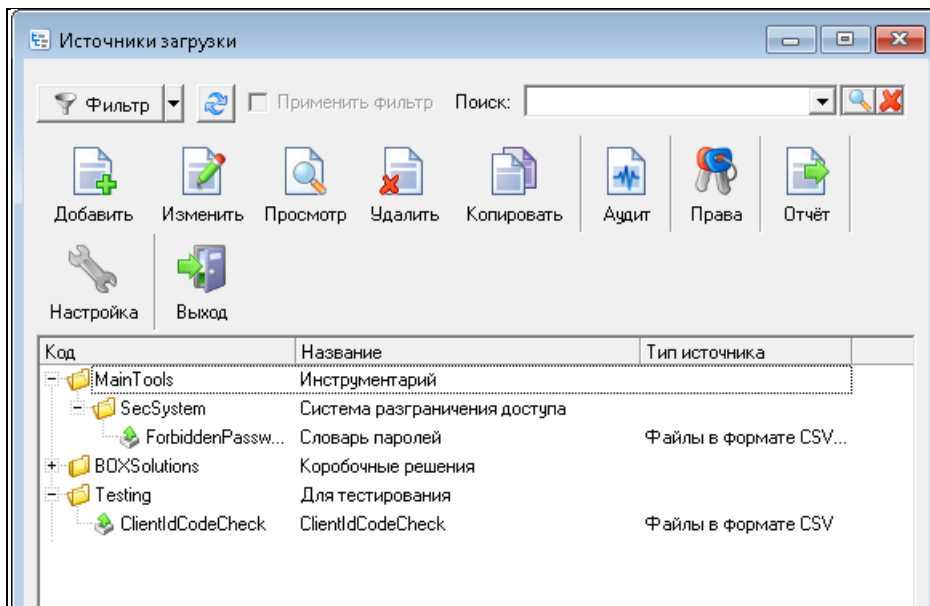 Источники загрузки
Фильтр Применить фильтр Поиск:
Добавить Изменить Просмотр Удалить Копировать Аудит Права Отчёт
Настройка Выход
Код Название Тип источника
MainTools Инструментарий
SecSystem Система разграничения доступа
ForbiddenPassw... Словарь паролей Файлы в формате CSV...
BOXSolutions Коробочные решения
Testing Для тестирования
ClientIdCodeCheck ClientIdCodeCheck Файлы в формате CSV